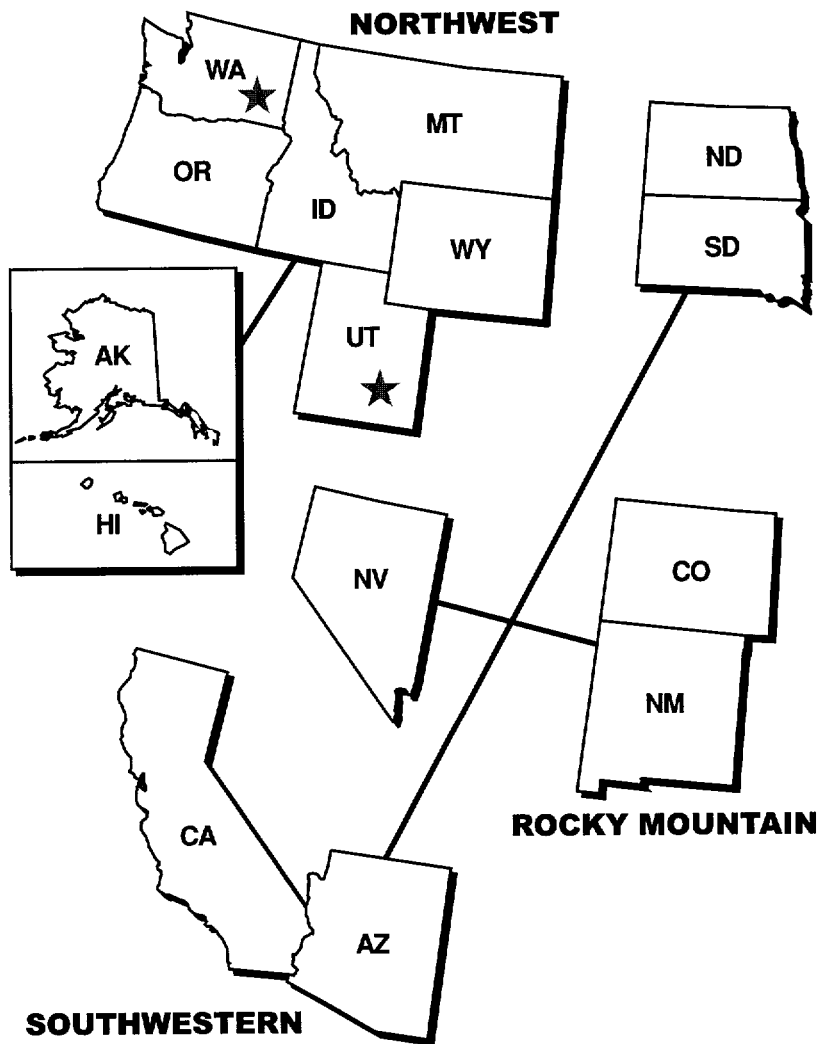 NORTHWEST
WA
MT
OR
ID
WY
ND
SD
UT
AK
HI
NV
CO
NM
ROCKY MOUNTAIN
CA
AZ
SOUTHWESTERN